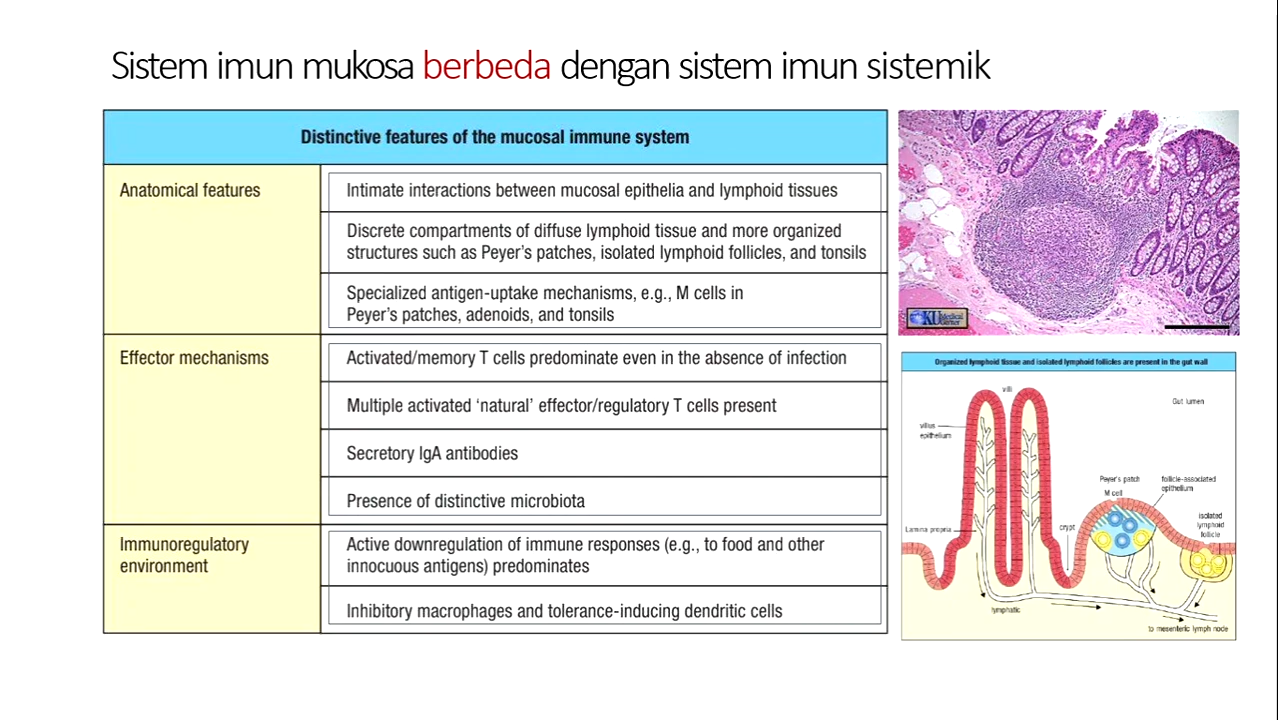 Sistem imun mukosa berbeda dengan sistem imun sistemik
Distinctive features of the mucosal immune system
Anatomical features
Intimate interactions between mucosal epithelia and lymphoid tissues
Discrete compartments of diffuse lymphoid tissue and more organized
structures such as Peyer's patches, isolated lymphoid follicles, and tonsils
Specialized antigen-uptake mechanisms, e.g., M cells in
Peyer's patches, adenoids, and tonsils
Effector mechanisms
Activated/memory T cells predominate even in the absence of infection
Multiple activated ‘natural’ effector/regulatory T cells present
Secretory IgA antibodies
Presence of distinctive microbiota
Immunoregulatory
environment
Active downregulation of immune responses (e.g., to food and other
innocuous antigens) predominates
Inhibitory macrophages and tolerance-inducing dendritic cells
KU Medical
Center
Organized lymphoid tissue and isolated lymphoid follicles are present in the gut wall
villi
Gut lumen
villus
epithelium
Peyer's patch
M cell
follicle-associated
epithelium
isolated
lymphoid
follicle
Lamina propria
crypt
lymphatic
to mesenteric lymph node